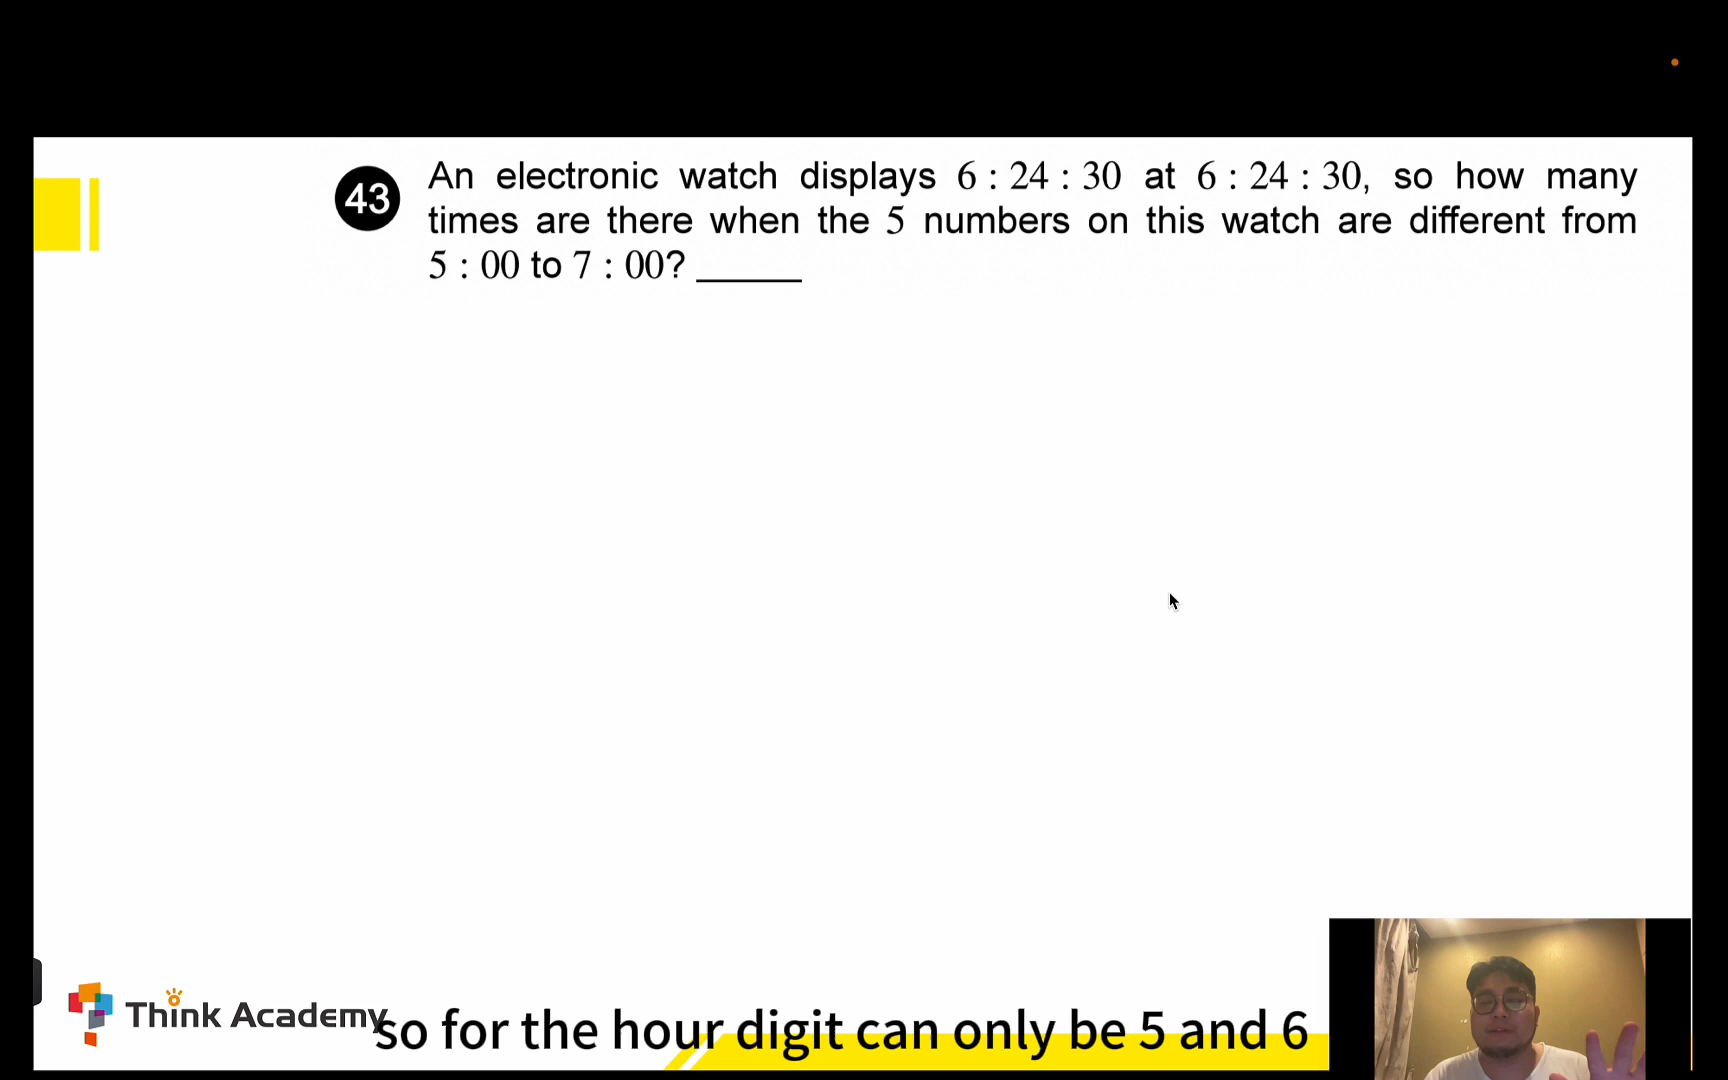 43
An electronic watch displays 6 : 24 : 30 at 6 : 24 : 30, so how many
times are there when the 5 numbers on this watch are different from
5 : 00 to 7 : 00? ______
Think Academy
so for the hour digit can only be 5 and 6